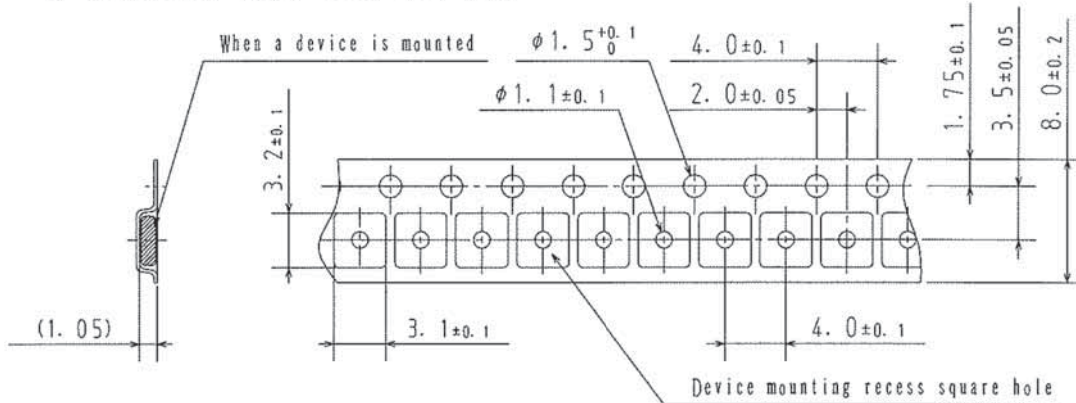 When a device is mounted
φ1.5 +0.1 0
4.0±0.1
φ1.1±0.1
2.0±0.05
1.75±0.1
3.5±0.05
8.0±0.2
3.2±0.1
(1.05)
3.1±0.1
4.0±0.1
Device mounting recess square hole